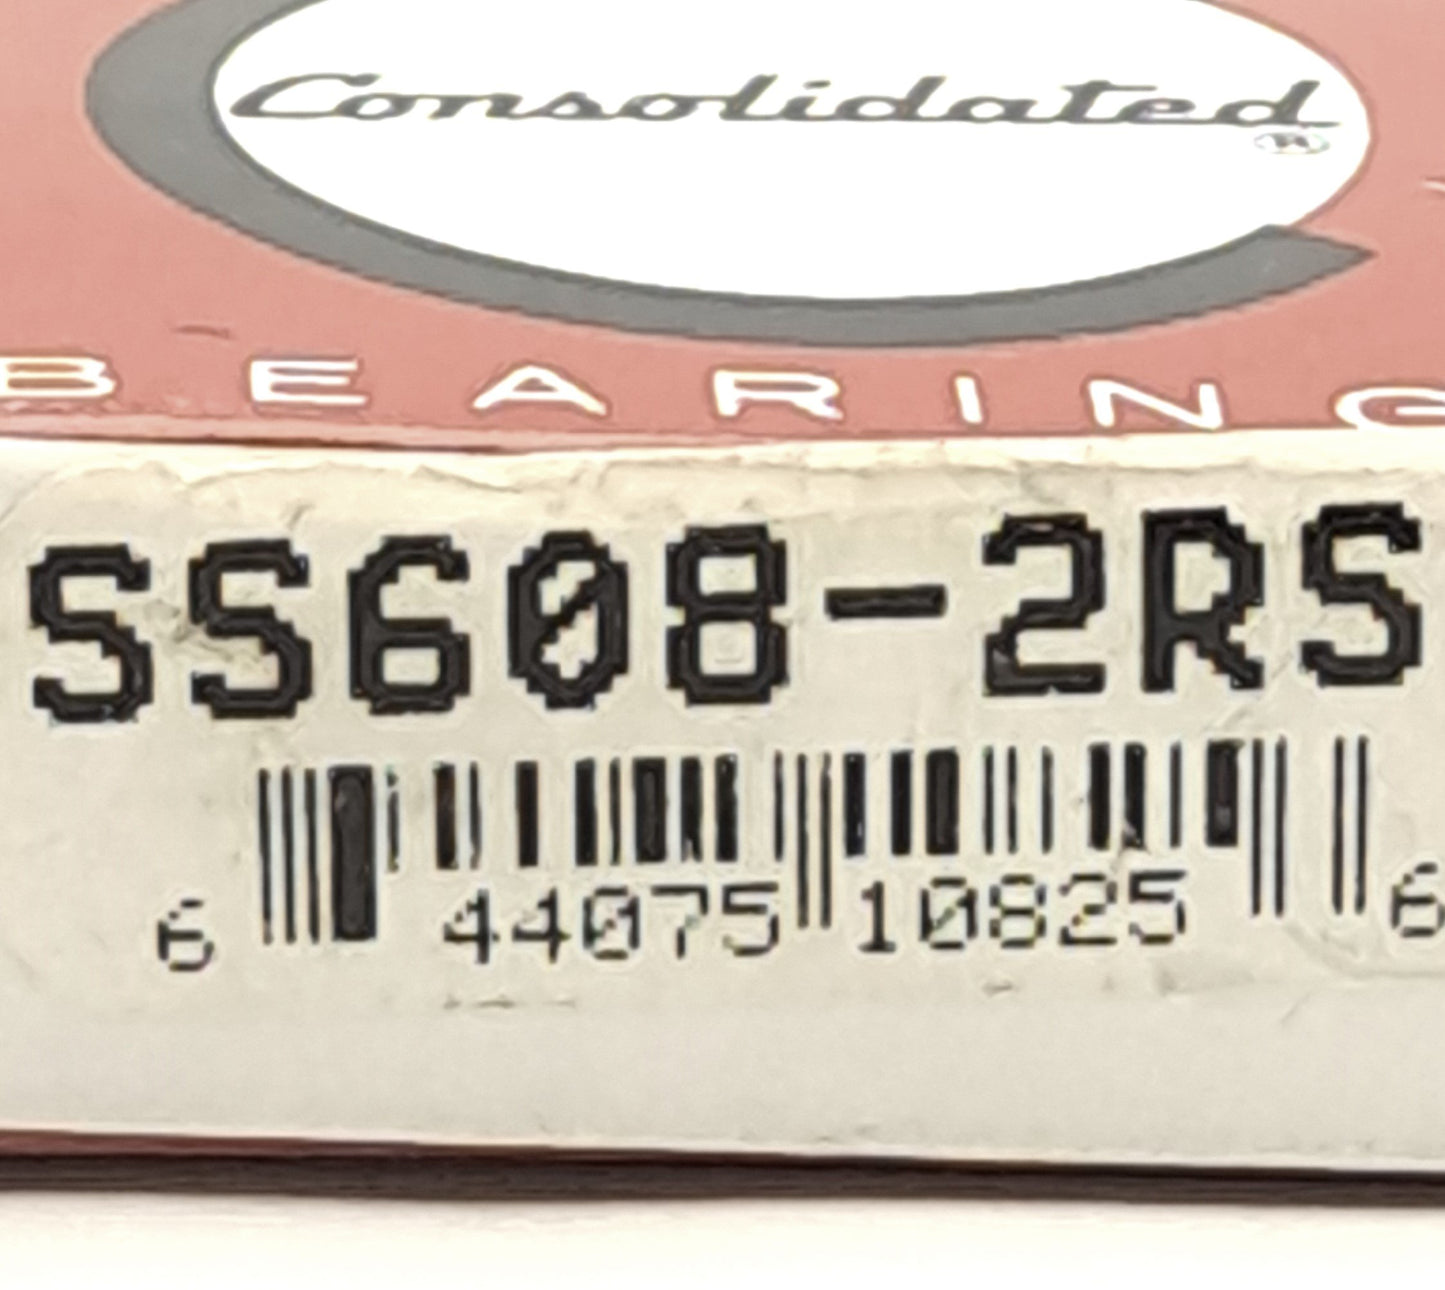 Consolidated®
BEARING
SS608-2RS
6 44075 10825 6